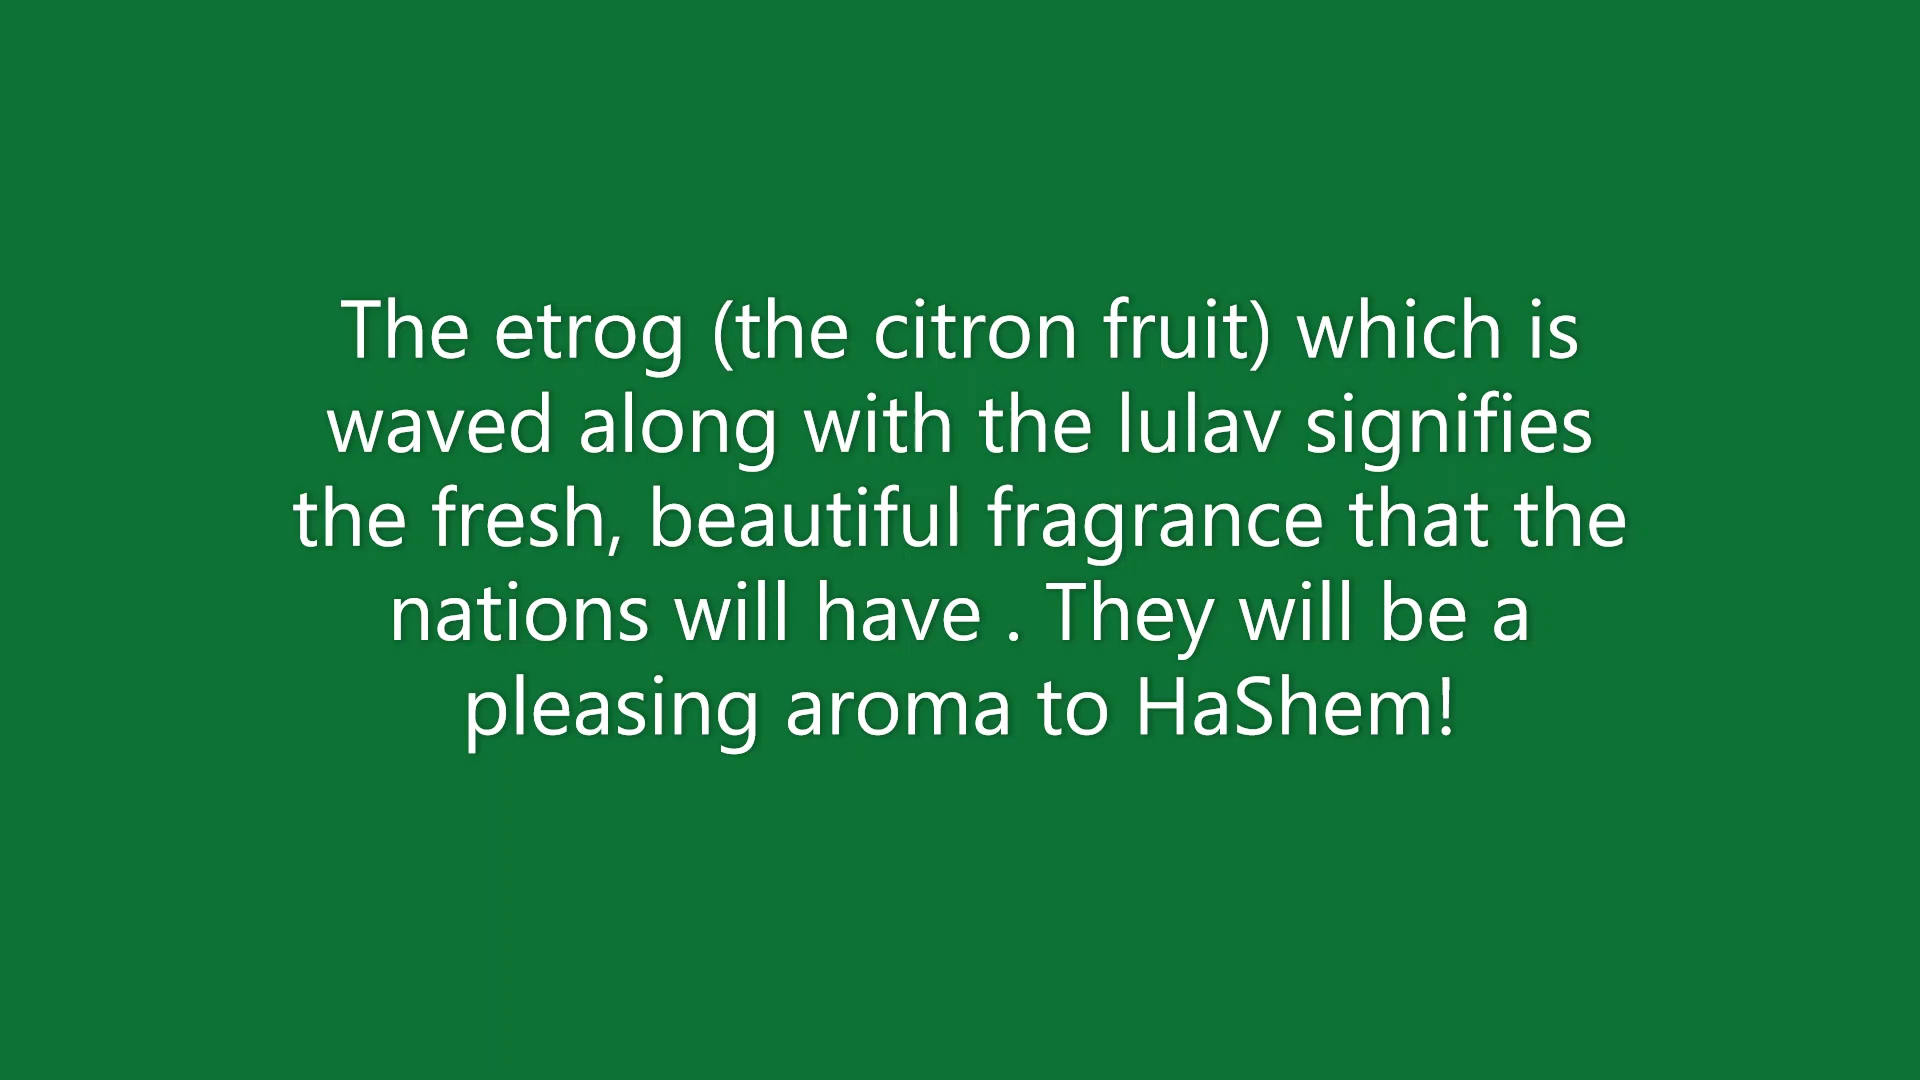 The etrog (the citron fruit) which is
waved along with the lulav signifies
the fresh, beautiful fragrance that the
nations will have . They will be a
pleasing aroma to HaShem!